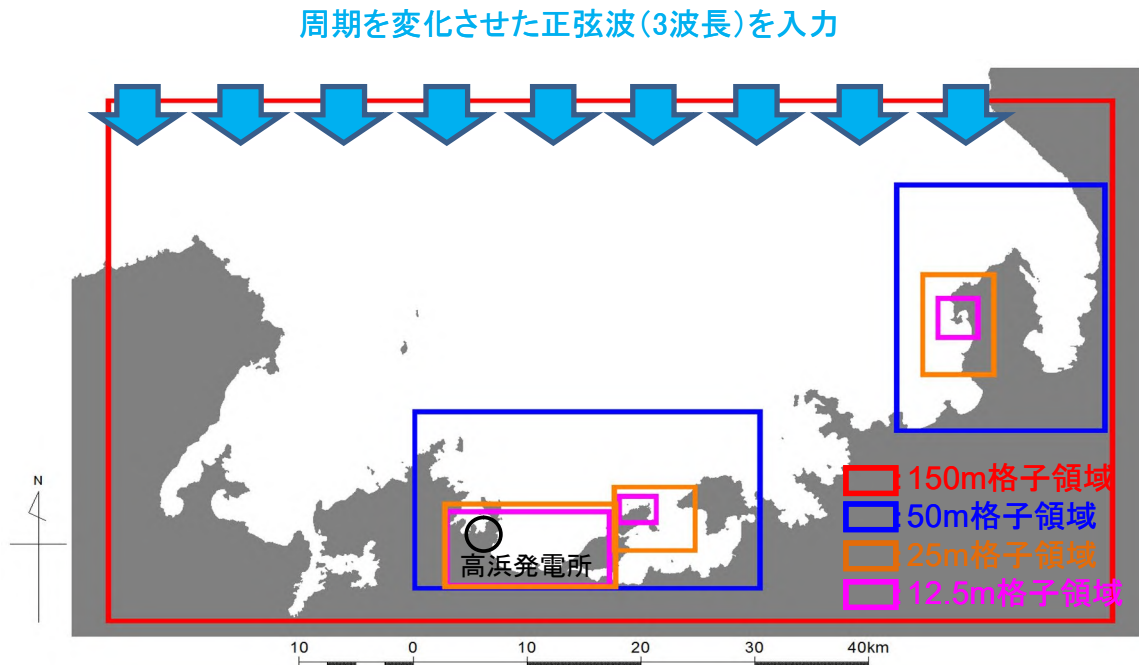 周期を変化させた正弦波(3波長)を入力
N
高浜発電所
:150m格子領域
:50m格子領域
:25m格子領域
:12.5m格子領域
10 0 10 20 30 40km